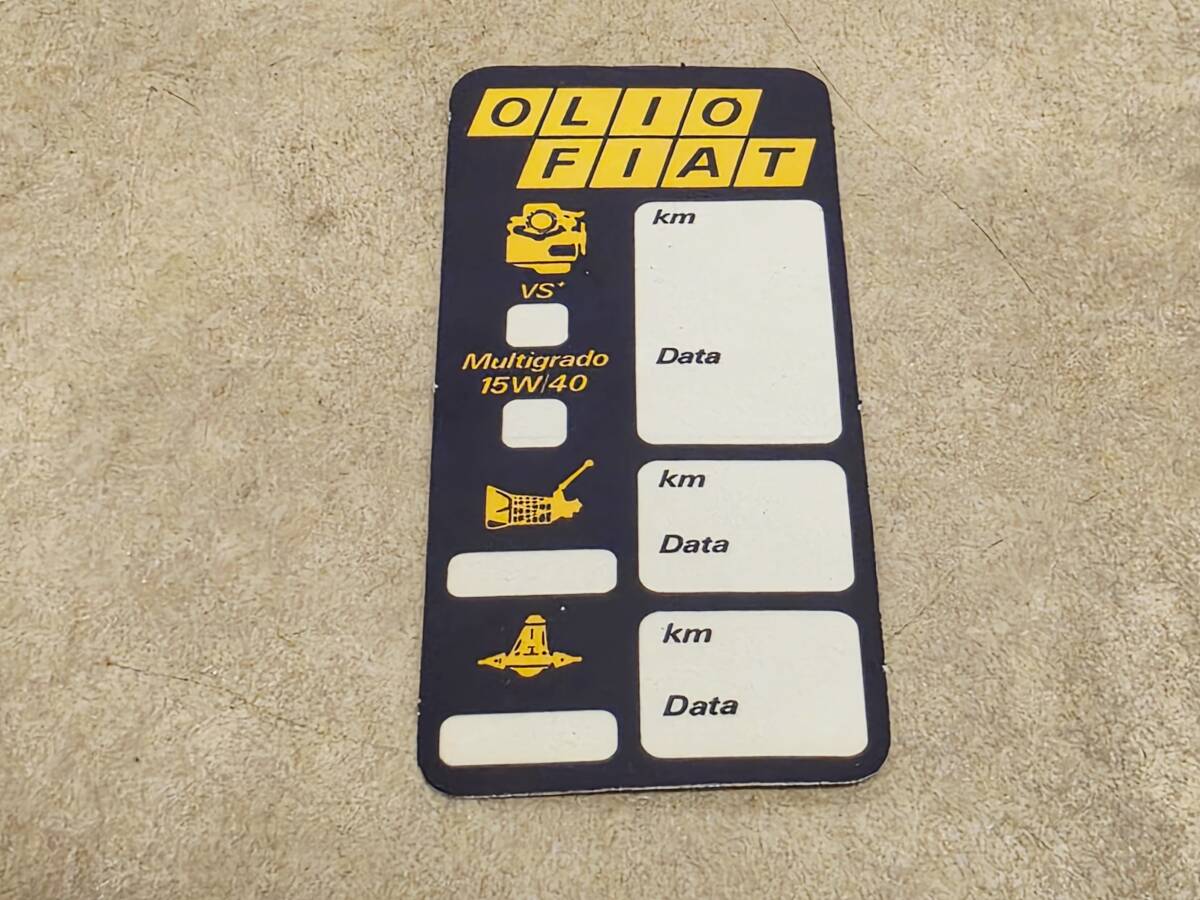 OLIO
FIAT
km
VS+
Data
Multigrado
15W/40
km
Data
km
Data